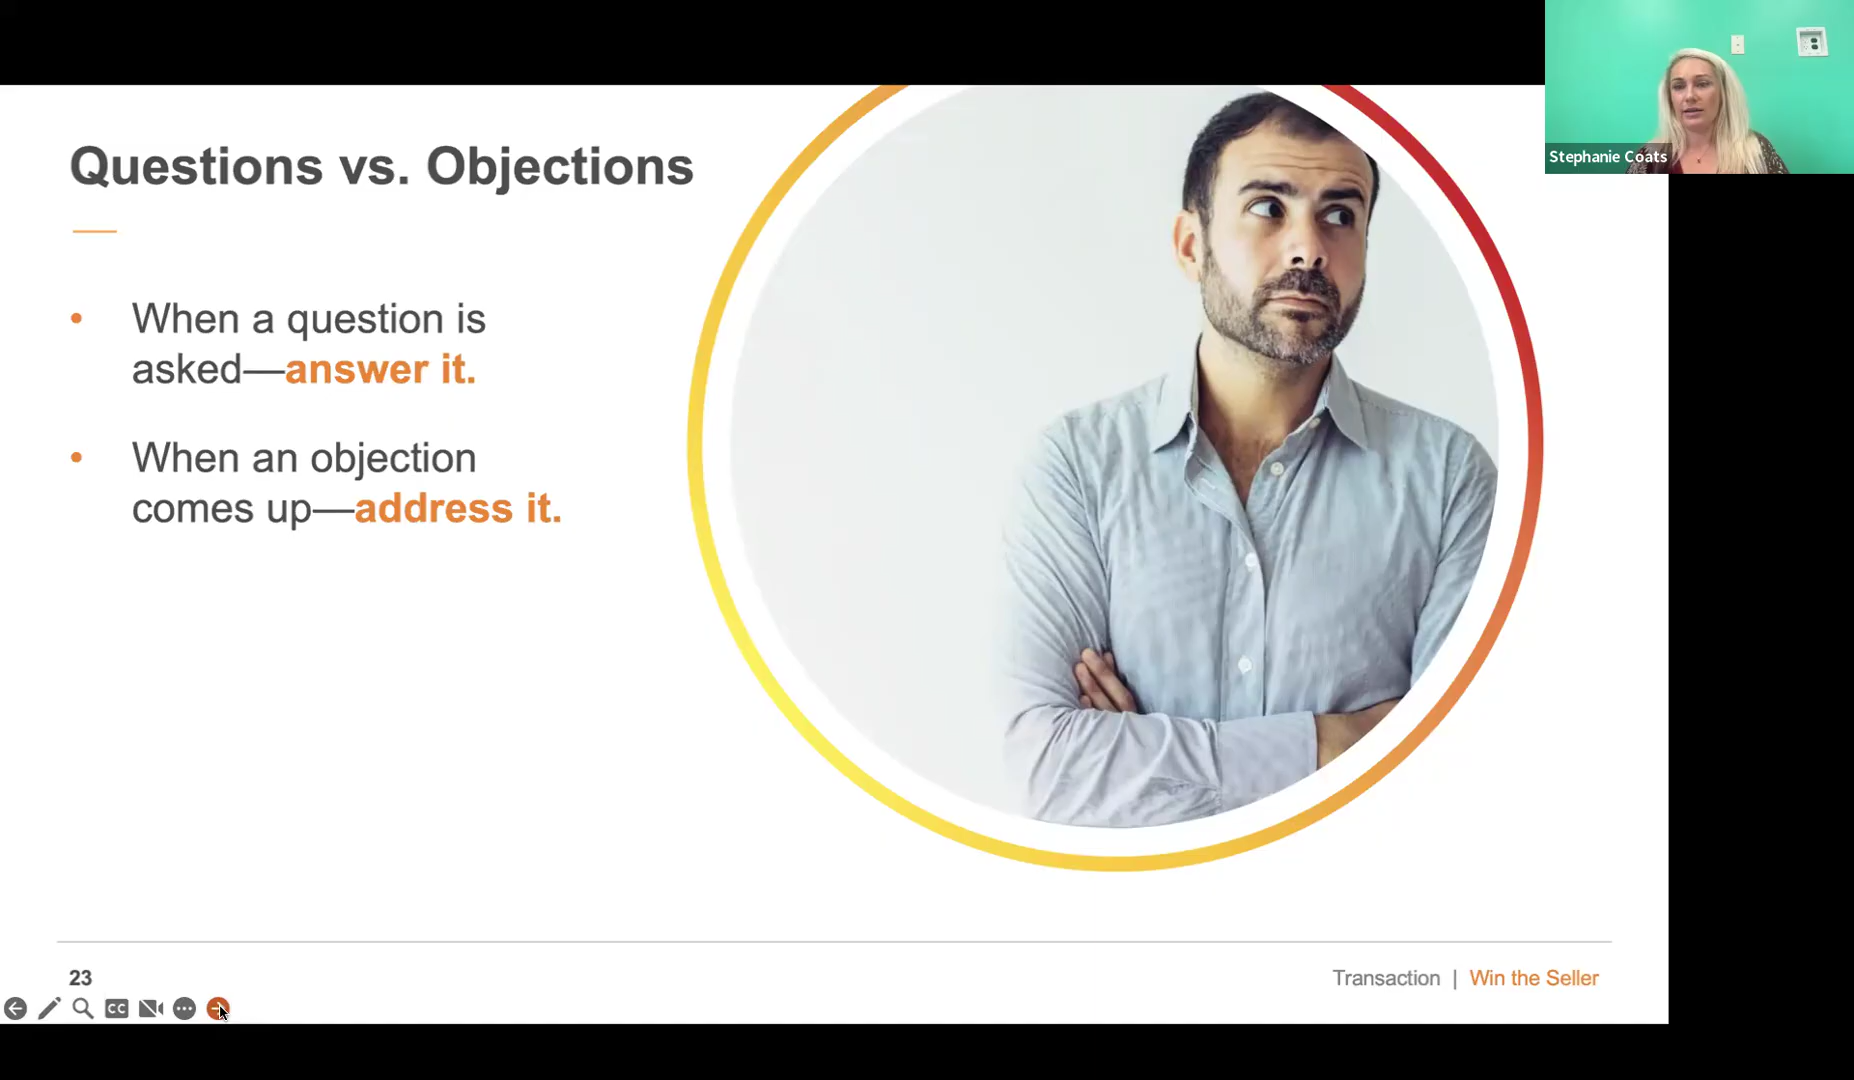 Stephanie Coats
Questions vs. Objections
• When a question is
asked—answer it.
• When an objection
comes up—address it.
23
Transaction | Win the Seller
CC